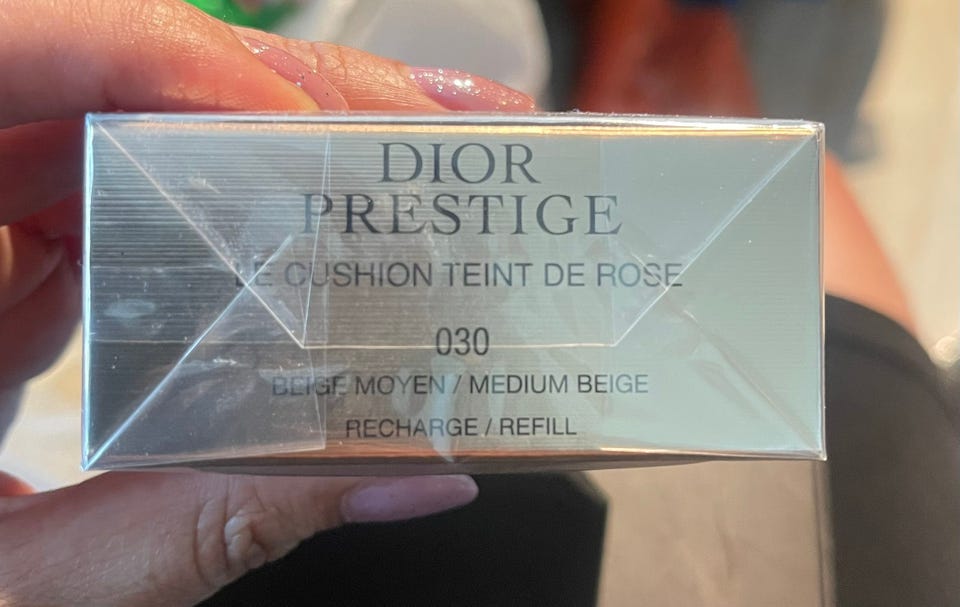 DIOR
PRESTIGE
LE CUSHION TEINT DE ROSE
030
BEIGE MOYEN / MEDIUM BEIGE
RECHARGE / REFILL